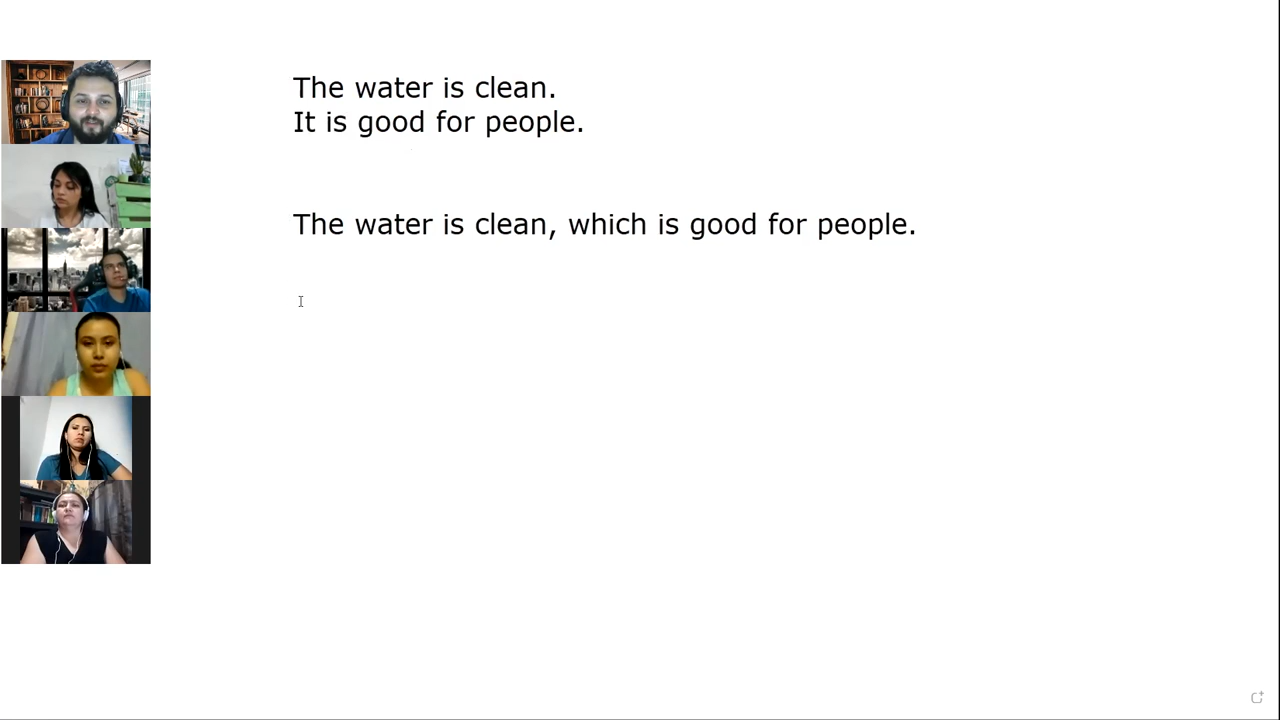 The water is clean.
It is good for people.
The water is clean, which is good for people.